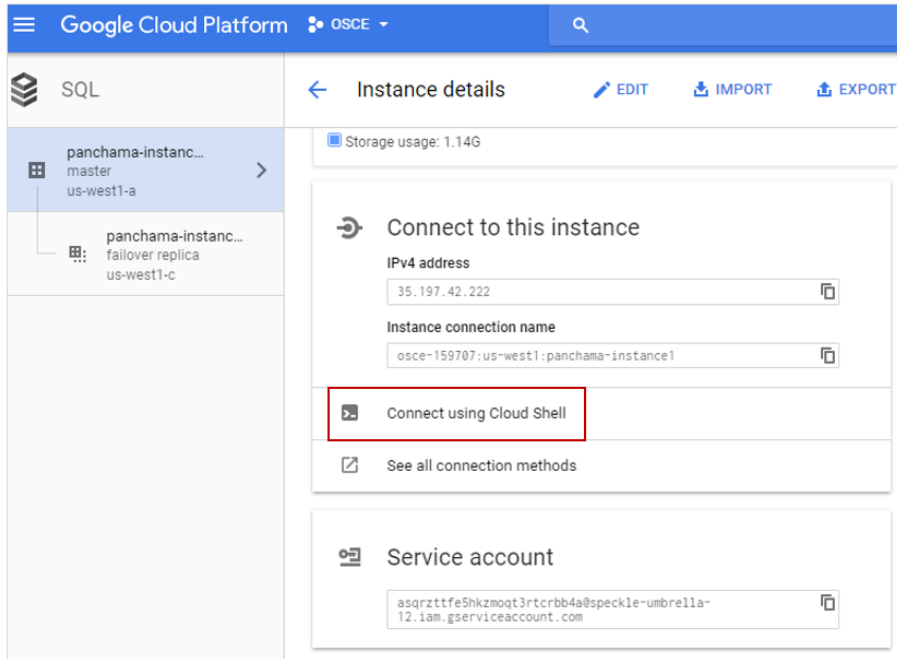 Google Cloud Platform OSCE
SQL
Instance details EDIT IMPORT EXPORT
panchama-instanc...
master
us-west1-a
panchama-instanc...
failover replica
us-west1-c
Storage usage: 1.14G
Connect to this instance
IPv4 address
35.197.42.222
Instance connection name
osce-159707:us-west1:panchama-instance1
Connect using Cloud Shell
See all connection methods
Service account
asqrzttfe5hkzmoqt3rtcrbb4a@speckle-umbrella-
12.iam.gserviceaccount.com